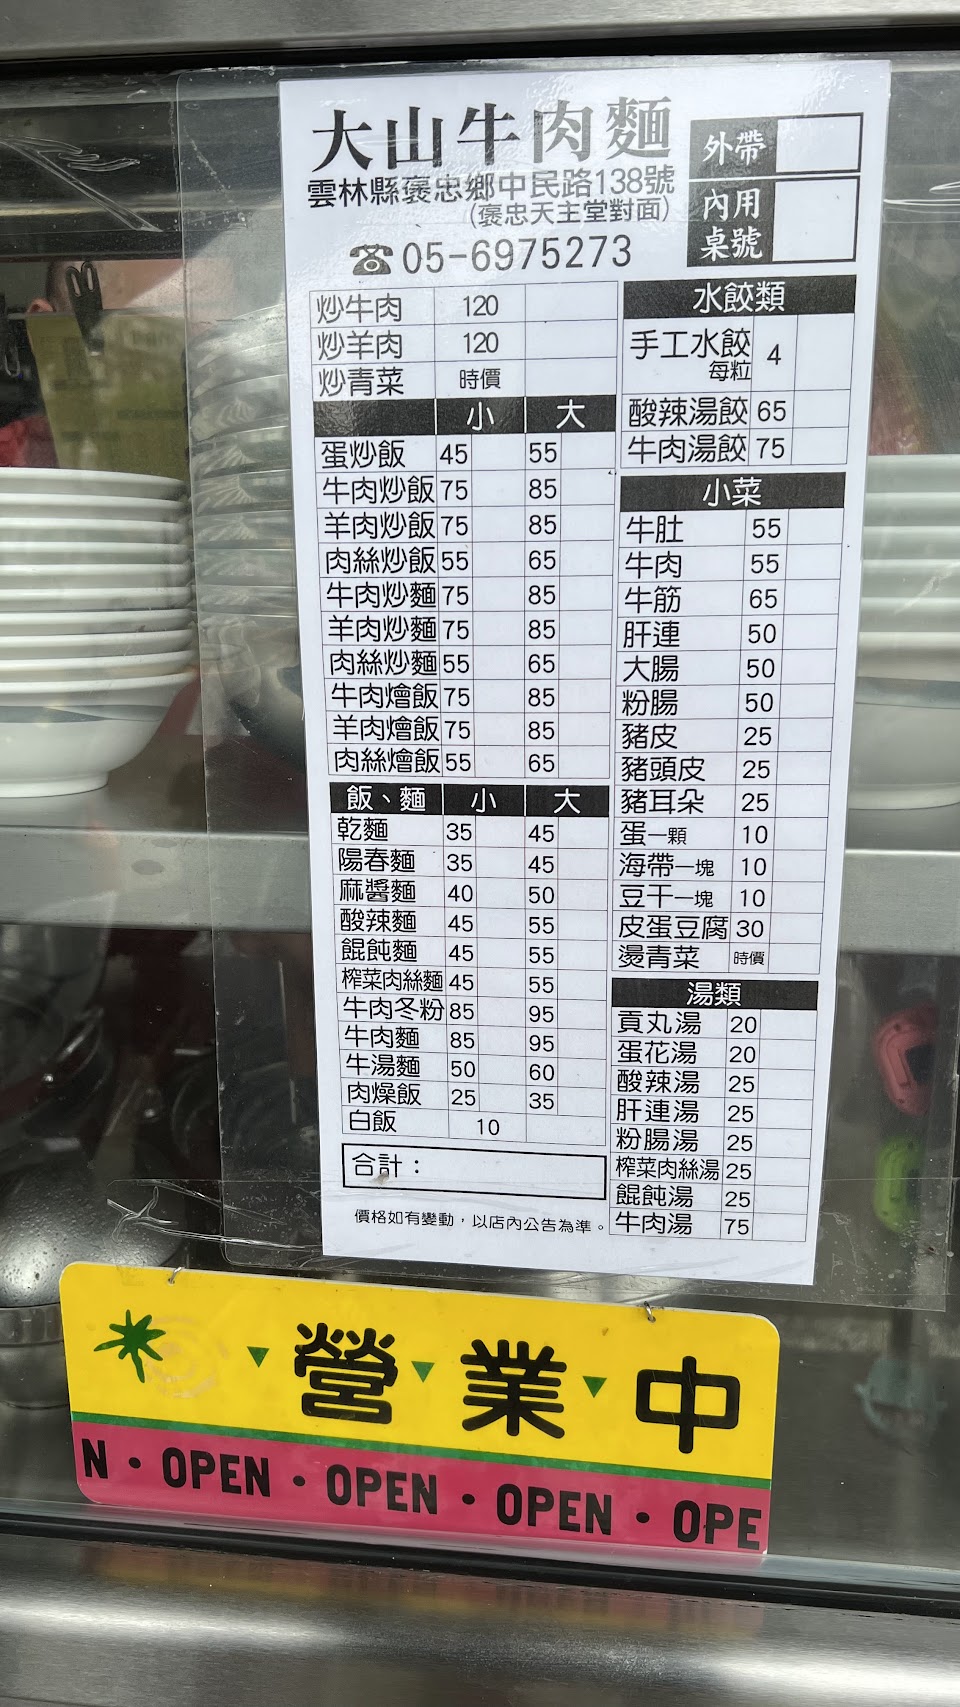 大山牛肉麵
雲林縣褒忠鄉中民路138號
(褒忠天主堂對面)
☎05-6975273
外帶
內用
桌號
炒牛肉 120
炒羊肉 120
炒青菜 時價
小 大
蛋炒飯 45 55
牛肉炒飯 75 85
羊肉炒飯 75 85
肉絲炒飯 55 65
牛肉炒麵 75 85
羊肉炒麵 75 85
肉絲炒麵 55 65
牛肉燴飯 75 85
羊肉燴飯 75 85
肉絲燴飯 55 65
飯、麵 小 大
乾麵 35 45
陽春麵 35 45
麻醬麵 40 50
酸辣麵 45 55
餛飩麵 45 55
榨菜肉絲麵 45 55
牛肉冬粉 85 95
牛肉麵 85 95
牛湯麵 50 60
肉燥飯 25 35
白飯 10
合計：
價格如有變動，以店內公告為準。
水餃類
手工水餃 4
每粒
酸辣湯餃 65
牛肉湯餃 75
小菜
牛肚 55
牛肉 55
牛筋 65
肝連 50
大腸 50
粉腸 50
豬皮 25
豬頭皮 25
豬耳朵 25
蛋一顆 10
海帶一塊 10
豆干一塊 10
皮蛋豆腐 30
燙青菜 時價
湯類
貢丸湯 20
蛋花湯 20
酸辣湯 25
肝連湯 25
粉腸湯 25
榨菜肉絲湯 25
餛飩湯 25
牛肉湯 75
營業中
N · OPEN · OPEN · OPEN · OPE